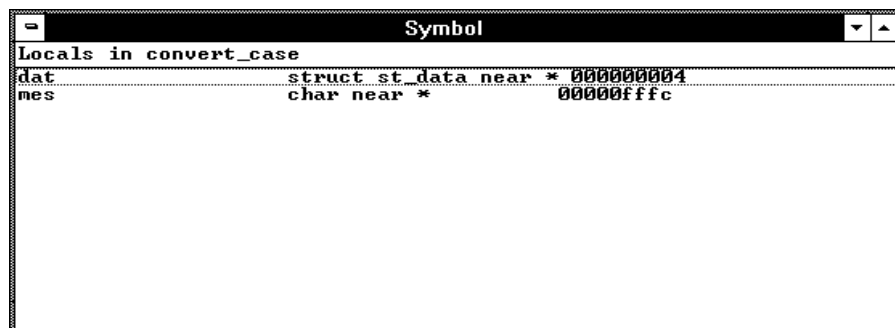 Symbol
Locals in convert_case
dat struct st_data near * 000000004
mes char near * 00000fffc